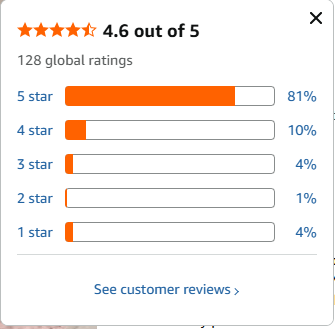 4.6 out of 5
128 global ratings
5 star 81%
4 star 10%
3 star 4%
2 star 1%
1 star 4%
See customer reviews ›